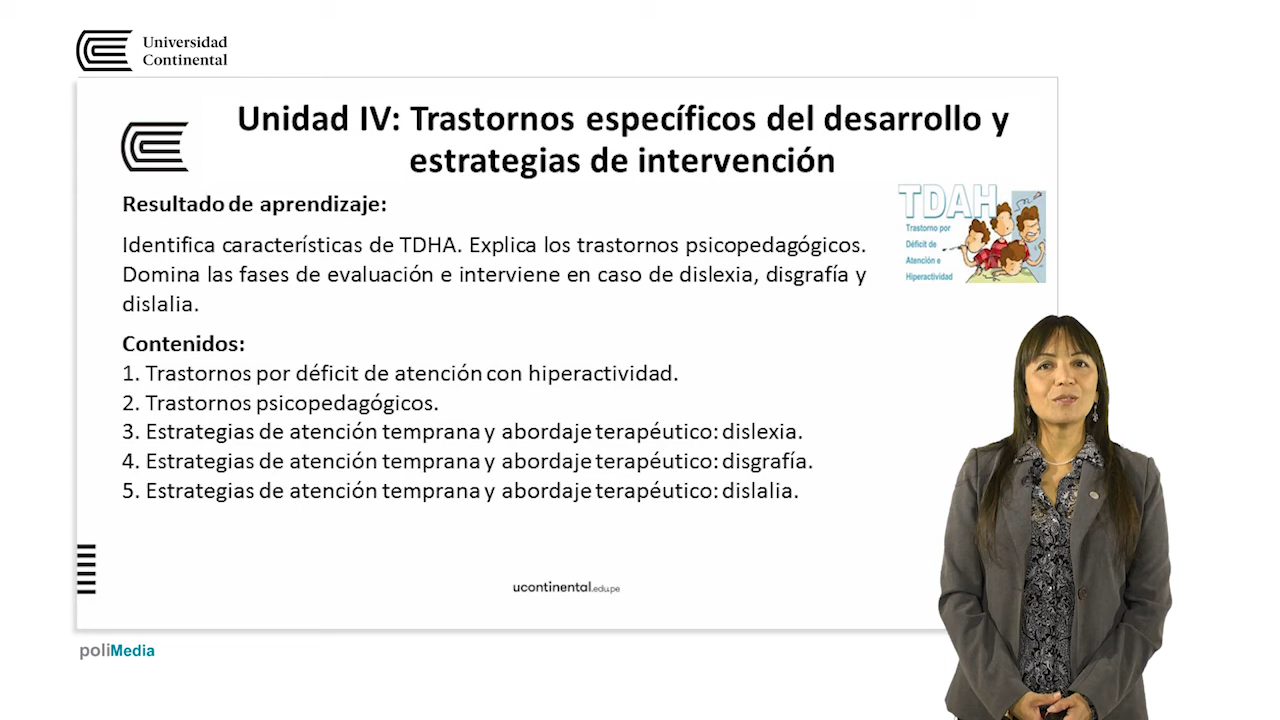 Universidad
Continental
Unidad IV: Trastornos específicos del desarrollo y
estrategias de intervención
Resultado de aprendizaje:
Identifica características de TDHA. Explica los trastornos psicopedagógicos.
Domina las fases de evaluación e interviene en caso de dislexia, disgrafía y
dislalia.
TDAH
Trastorno por
Déficit de
Atención e
Hiperactividad
Contenidos:
1. Trastornos por déficit de atención con hiperactividad.
2. Trastornos psicopedagógicos.
3. Estrategias de atención temprana y abordaje terapéutico: dislexia.
4. Estrategias de atención temprana y abordaje terapéutico: disgrafía.
5. Estrategias de atención temprana y abordaje terapéutico: dislalia.
ucontinental.edu.pe
poliMedia